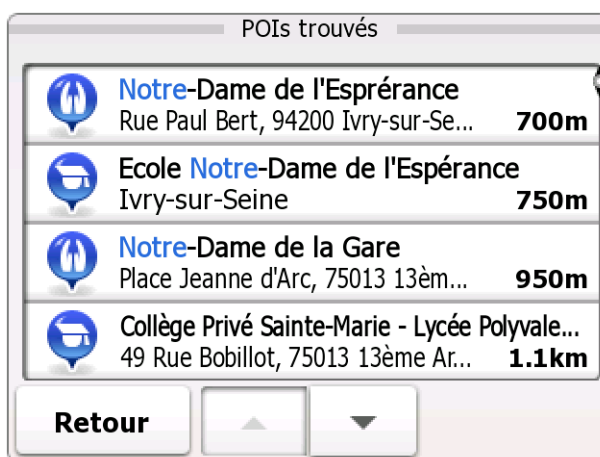 POIs trouvés
Notre-Dame de l'Esprérance
Rue Paul Bert, 94200 Ivry-sur-Se... 700m
Ecole Notre-Dame de l'Espérance
Ivry-sur-Seine 750m
Notre-Dame de la Gare
Place Jeanne d'Arc, 75013 13èm... 950m
Collège Privé Sainte-Marie - Lycée Polyvale...
49 Rue Bobillot, 75013 13ème Ar... 1.1km
Retour